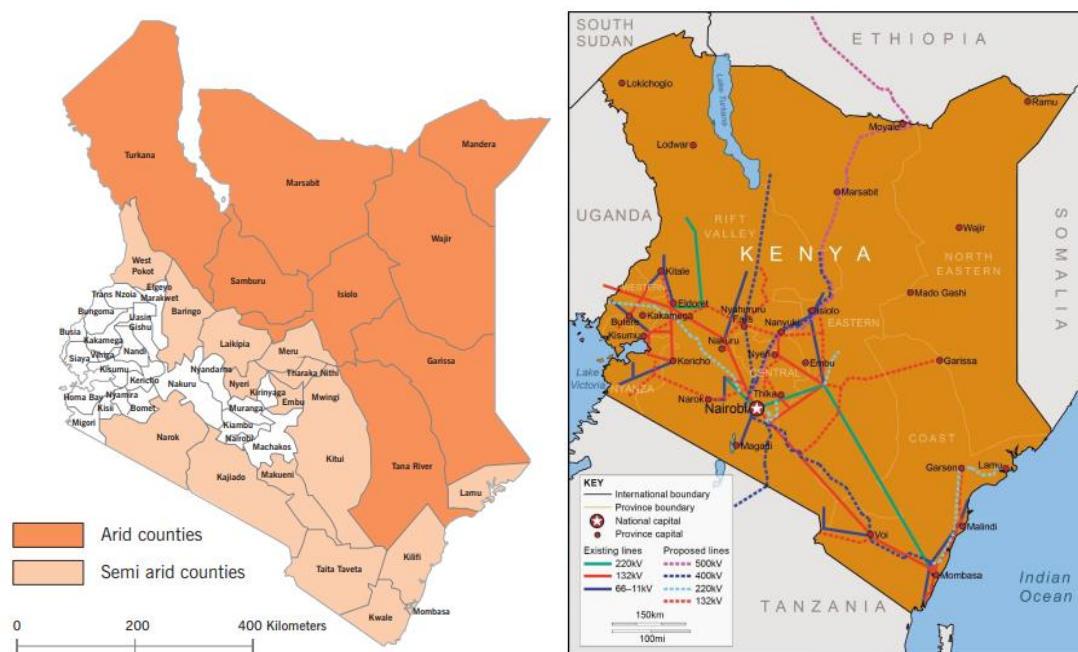 Turkana
Mandera
Marsabit
Wajir
West
Pokot
Samburu
Isiolo
Trans Nzoia
Elgeyo
Marakwet
Baringo
Bungoma
Uasin
Gishu
Busia
Kakamega
Laikipia
Meru
Garissa
Siaya
Vihiga
Nandi
Nyandarua
Tharaka Nithi
Kisumu
Kericho
Nakuru
Nyeri
Kirinyaga
Embu
Mwingi
Homa Bay
Nyamira
Kisii
Bomet
Muranga
Migori
Kiambu
Nairobi
Machakos
Narok
Kitui
Tana River
Kajiado
Makueni
Lamu
Taita Taveta
Kilifi
Kwale
Mombasa
Arid counties
Semi arid counties
0 200 400 Kilometers
SOUTH
SUDAN
ETHIOPIA
Lokichogio
Lake Turkana
Ramu
Moyale
Lodwar
Marsabit
UGANDA
RIFT
VALLEY
Wajir
KENYA
SOMALIA
NORTH
EASTERN
Kitale
WESTERN
Mado Gashi
Eldoret
Nyahururu
Falls
Isiolo
Butere
Kakamega
Nanyuki
EASTERN
Kisumu
Nakuru
Nyeri
Embu
Garissa
Lake
Victoria
NYANZA
Kericho
CENTRAL
Narok
Thika
Nairobi
Magadi
COAST
Garsen
Lamu
Malindi
Voi
Mombasa
TANZANIA
Indian
Ocean
KEY
International boundary
Province boundary
National capital
Province capital
Existing lines
220kV
132kV
66–11kV
Proposed lines
500kV
400kV
220kV
132kV
150km
100mi